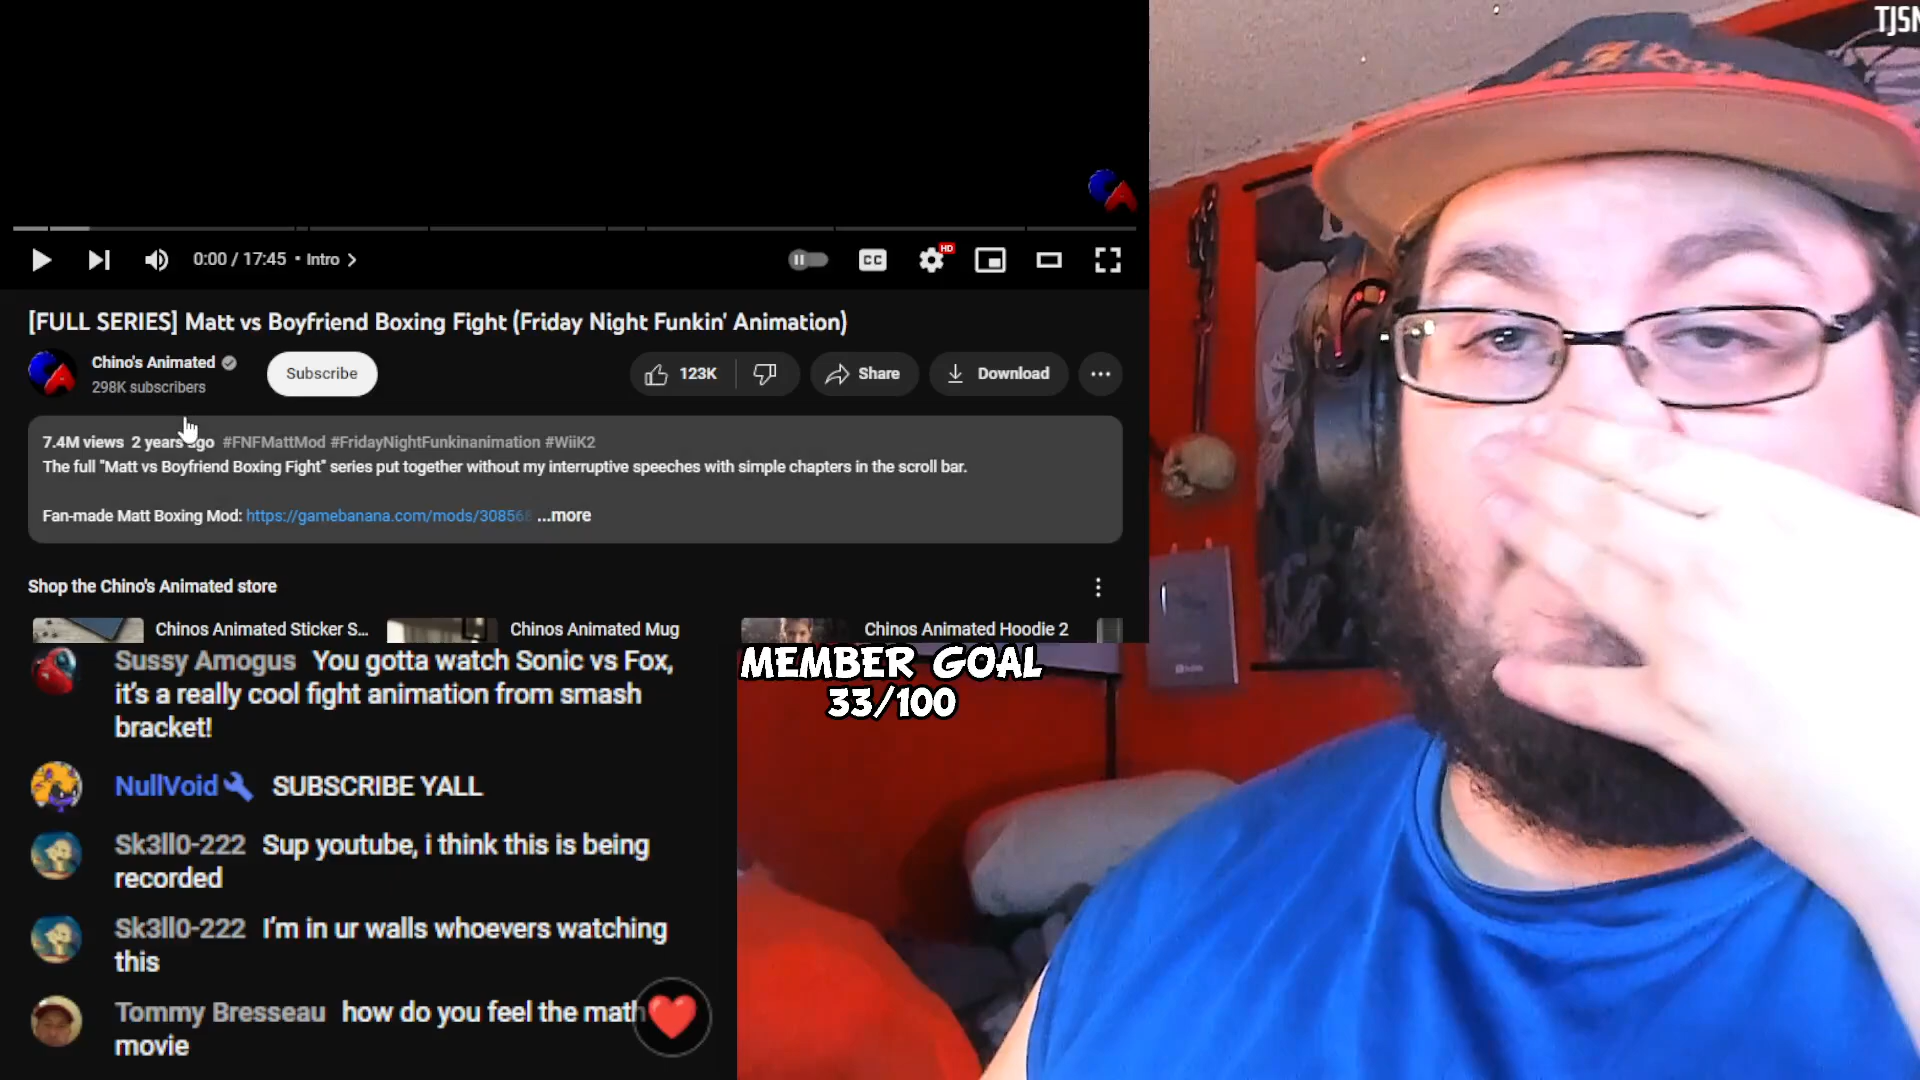 TJSN
0:00 / 17:45 • Intro >
CC
HD
[FULL SERIES] Matt vs Boyfriend Boxing Fight (Friday Night Funkin' Animation)
Chino's Animated
298K subscribers
Subscribe
123K
Share
Download
7.4M views 2 years ago #FNFMattMod #FridayNightFunkinanimation #WiiK2
The full "Matt vs Boyfriend Boxing Fight" series put together without my interruptive speeches with simple chapters in the scroll bar.
Fan-made Matt Boxing Mod: https://gamebanana.com/mods/308568 ...more
Shop the Chino's Animated store
Chinos Animated Sticker S...
Chinos Animated Mug
Chinos Animated Hoodie 2
Sussy Amogus You gotta watch Sonic vs Fox,
it's a really cool fight animation from smash
bracket!
NullVoid SUBSCRIBE YALL
Sk3ll0-222 Sup youtube, i think this is being
recorded
Sk3ll0-222 I'm in ur walls whoevers watching
this
Tommy Bresseau how do you feel the math
movie
MEMBER GOAL
33/100